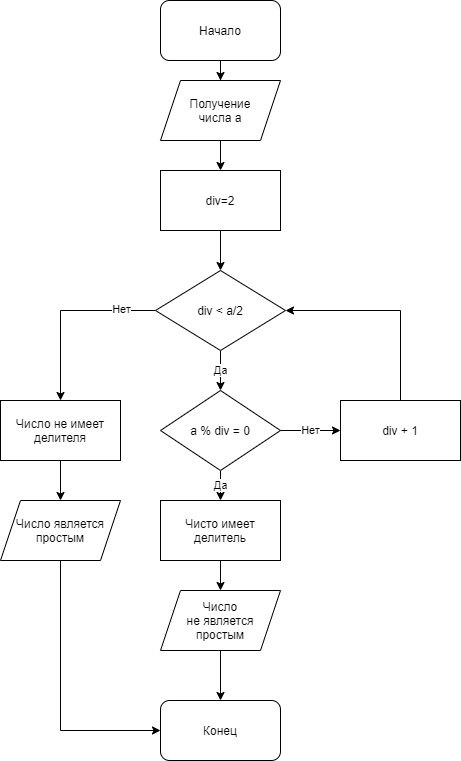 Начало
Получение
числа a
div=2
div < a/2
Нет
Да
Число не имеет
делителя
a % div = 0
Нет
div + 1
Да
Число является
простым
Чисто имеет
делитель
Число
не является
простым
Конец